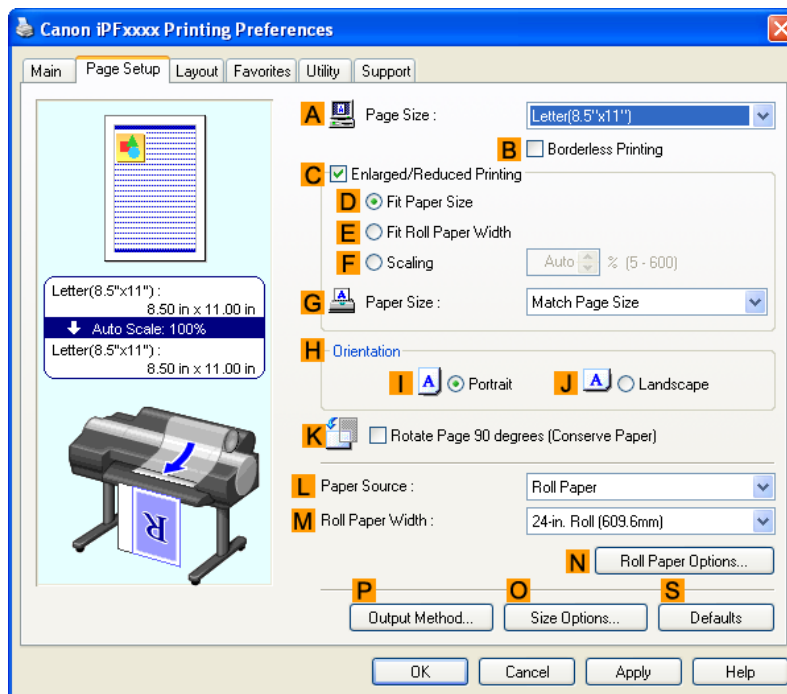 Canon iPFxxxx Printing Preferences
Main Page Setup Layout Favorites Utility Support
A Page Size : Letter(8.5"x11")
B Borderless Printing
C Enlarged/Reduced Printing
D Fit Paper Size
E Fit Roll Paper Width
F Scaling Auto % (5 - 600)
G Paper Size : Match Page Size
Letter(8.5"x11") :
8.50 in x 11.00 in
Auto Scale: 100%
Letter(8.5"x11") :
8.50 in x 11.00 in
H Orientation
I A Portrait J A Landscape
K Rotate Page 90 degrees (Conserve Paper)
L Paper Source : Roll Paper
M Roll Paper Width : 24-in. Roll (609.6mm)
N Roll Paper Options...
R
P O S
Output Method... Size Options... Defaults
OK Cancel Apply Help